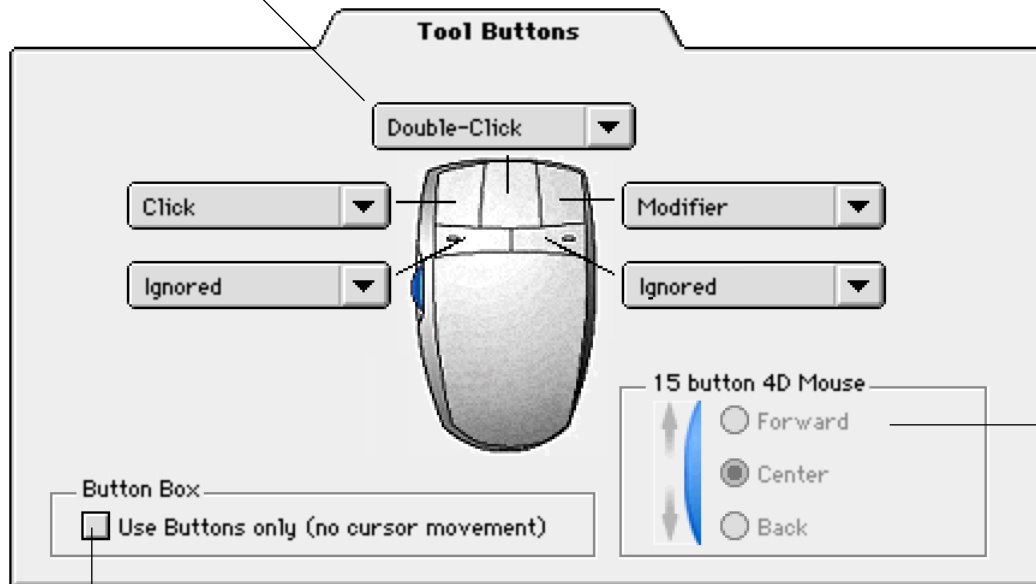 Tool Buttons
Double-Click
Click
Modifier
Ignored
Ignored
15 button 4D Mouse
Forward
Center
Back
Button Box
Use Buttons only (no cursor movement)